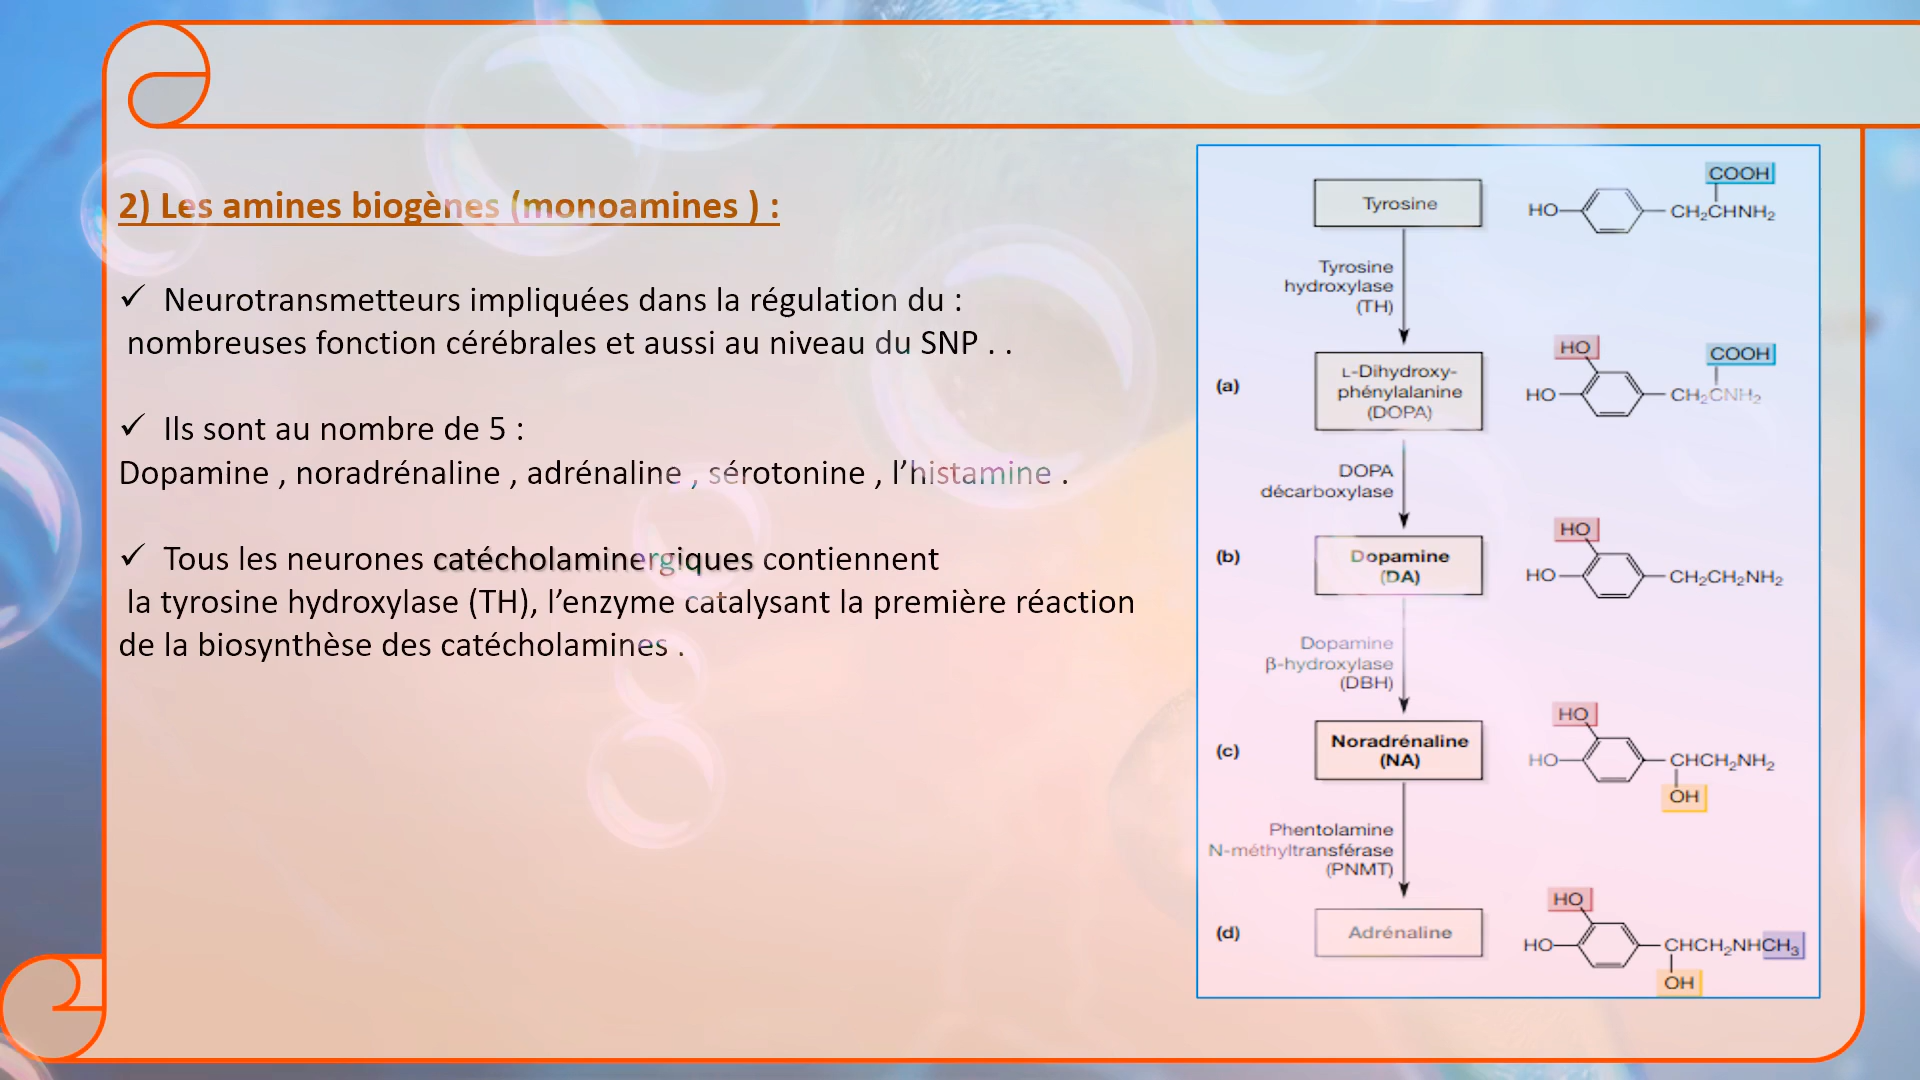 2) Les amines biogènes (monoamines ) :
✓ Neurotransmetteurs impliquées dans la régulation du :
nombreuses fonction cérébrales et aussi au niveau du SNP . .
✓ Ils sont au nombre de 5 :
Dopamine , noradrénaline , adrénaline , sérotonine , l’histamine .
✓ Tous les neurones catécholaminergiques contiennent
la tyrosine hydroxylase (TH), l’enzyme catalysant la première réaction
de la biosynthèse des catécholamines .
Tyrosine
COOH
HO
CH₂CHNH₂
Tyrosine
hydroxylase
(TH)
(a)
L-Dihydroxy-
phénylalanine
(DOPA)
HO
COOH
HO
CH₂CNH₂
DOPA
décarboxylase
(b)
Dopamine
(DA)
HO
HO
CH₂CH₂NH₂
Dopamine
β-hydroxylase
(DBH)
(c)
Noradrénaline
(NA)
HO
HO
CHCH₂NH₂
OH
Phentolamine
N-méthyltransférase
(PNMT)
(d)
Adrénaline
HO
HO
CHCH₂NHCH₃
OH